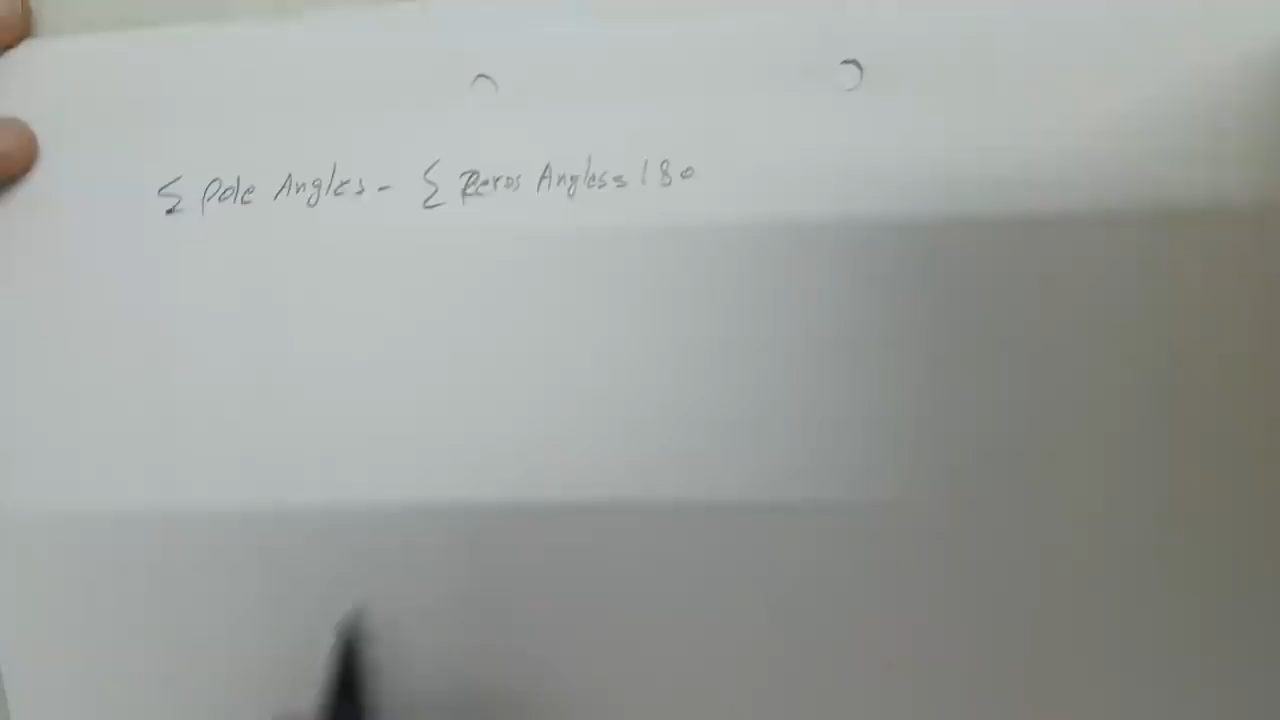 Σ Pole Angles - Σ Zeros Angles = 180